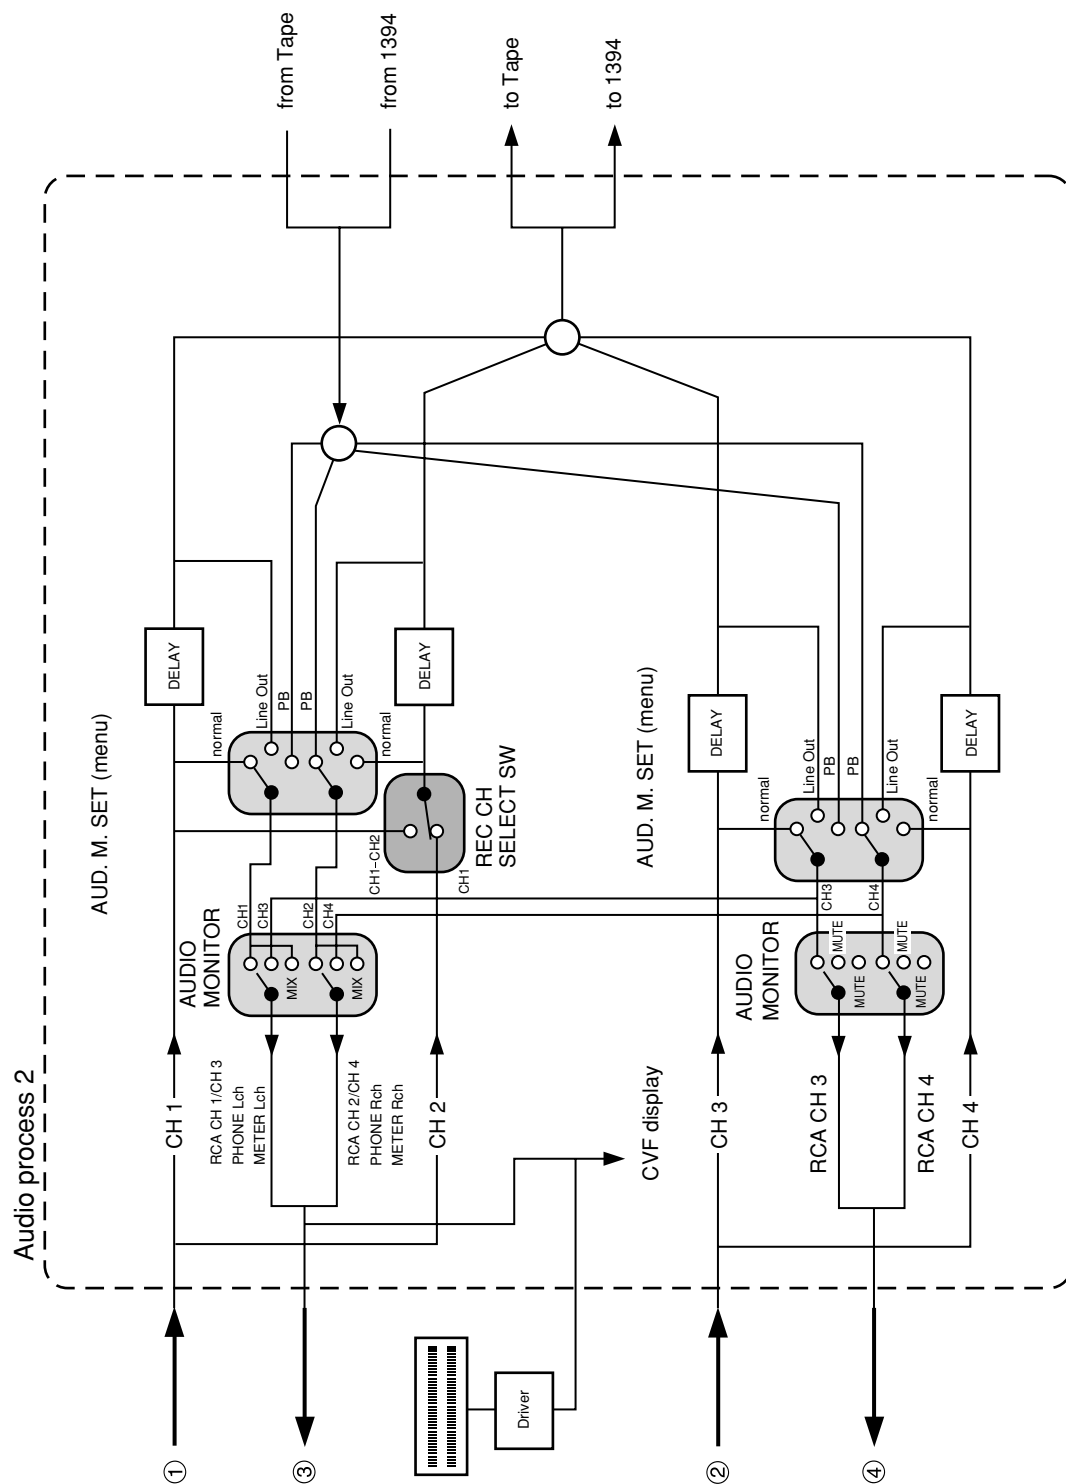 Audio process 2
①
③
②
④
CH 1
RCA CH 1/CH 3
PHONE Lch
METER Lch
RCA CH 2/CH 4
PHONE Rch
METER Rch
CH 2
CVF display
Driver
CH 3
RCA CH 3
RCA CH 4
CH 4
AUDIO
MONITOR
CH1
CH3
MIX
CH2
CH4
MIX
AUD. M. SET (menu)
normal
Line Out
PB
PB
Line Out
normal
DELAY
DELAY
CH1-CH2
CH1
REC CH
SELECT SW
AUDIO
MONITOR
CH3
MUTE
MUTE
CH4
MUTE
MUTE
AUD. M. SET (menu)
normal
Line Out
PB
PB
Line Out
normal
DELAY
DELAY
from Tape
from 1394
to Tape
to 1394